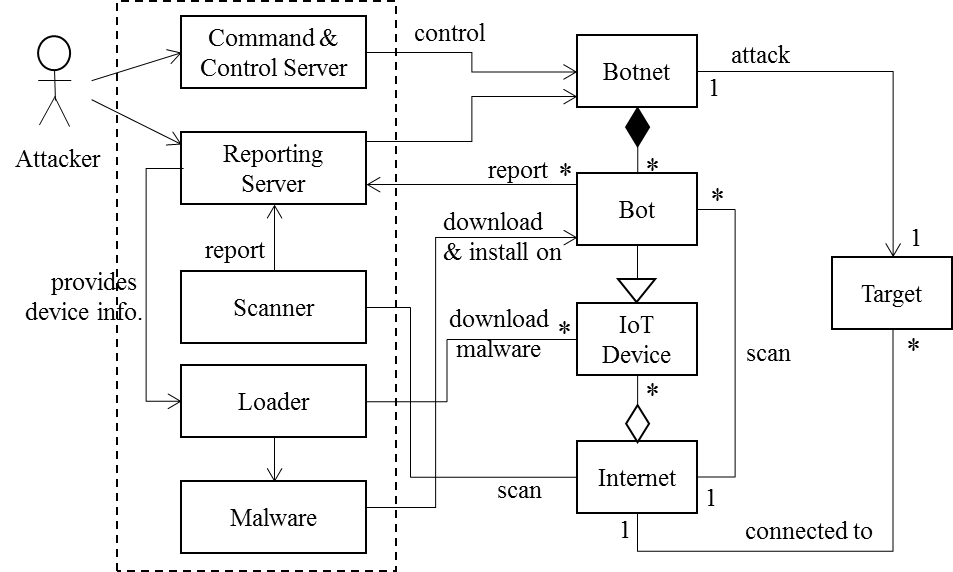 Command &
Control Server
control
Botnet
attack
1
Attacker
Reporting
Server
report
*
*
Bot
*
download
& install on
1
report
provides
device info.
Scanner
Target
download
*
malware
IoT
Device
scan
*
*
Loader
Internet
scan
1
Malware
1
connected to